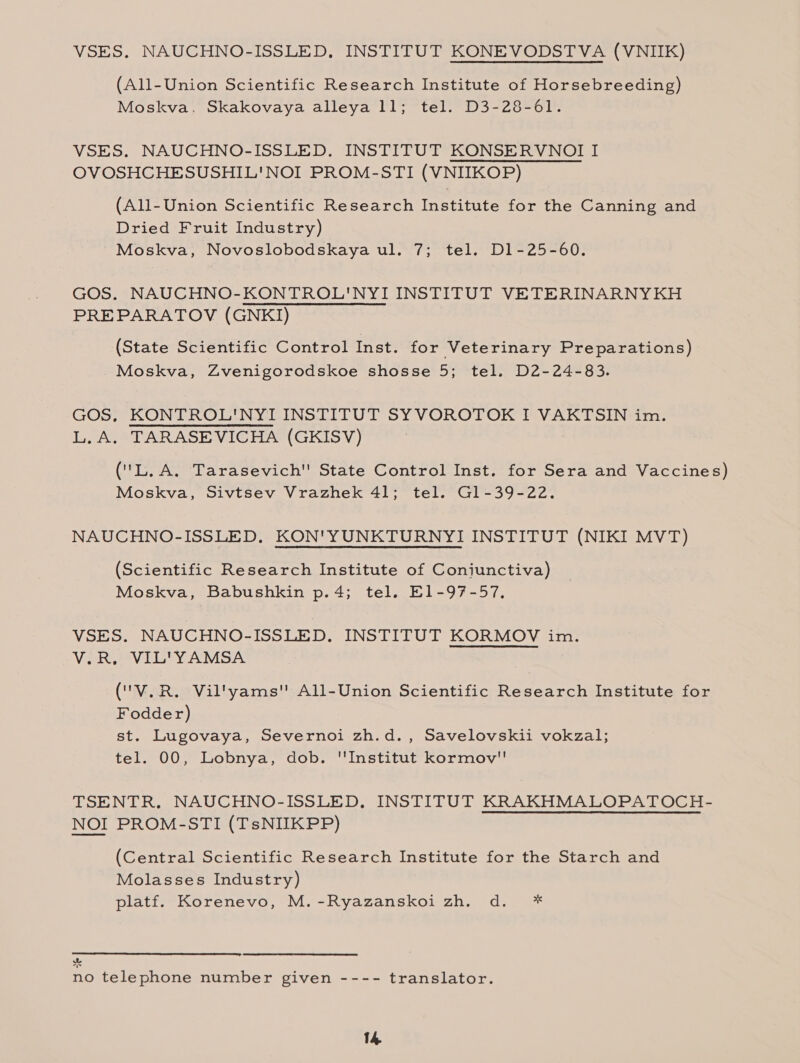 VSES. NAUCHNO-ISSLED. INSTITUT KONEVODSTVA (VNIIK)
(All-Union Scientific Research Institute of Horsebreeding)
Moskva. Skakovaya alleya 11; tel. D3-28-61.
VSES. NAUCHNO-ISSLED. INSTITUT KONSERVNOI I
OVOSHCHESUSHIL'NOI PROM-STI (VNIIKOP)
(All-Union Scientific Research Institute for the Canning and
Dried Fruit Industry)
Moskva, Novoslobodskaya ul. 7; tel. D1-25-60.
GOS. NAUCHNO-KONTROL'NYI INSTITUT VETERINARNYKH
PREPARATOV (GNKI)
(State Scientific Control Inst. for Veterinary Preparations)
Moskva, Zvenigorodskoe shosse 5; tel. D2-24-83.
GOS. KONTROL'NYI INSTITUT SYVOROTOK I VAKTSIN im.
L.A. TARASEVICHA (GKISV)
("L.A. Tarasevich" State Control Inst. for Sera and Vaccines)
Moskva, Sivtsev Vrazhek 41; tel. G1-39-22.
NAUCHNO-ISSLED. KON'YUNKTURNYI INSTITUT (NIKI MVT)
(Scientific Research Institute of Conjunctiva)
Moskva, Babushkin p.4; tel. E1-97-57.
VSES. NAUCHNO-ISSLED. INSTITUT KORMOV im.
V.R. VIL'YAMSA
("V.R. Vil'yams" All-Union Scientific Research Institute for
Fodder)
st. Lugovaya, Severnoi zh.d., Savelovskii vokzal;
tel. 00, Lobnya, dob. "Institut kormov"
TSENTR. NAUCHNO-ISSLED. INSTITUT KRAKHMALOPATOCH-
NOI PROM-STI (TsNIIKPP)
(Central Scientific Research Institute for the Starch and
Molasses Industry)
platf. Korenevo, M.-Ryazanskoi zh. d. *
*
no telephone number given ---- translator.
14